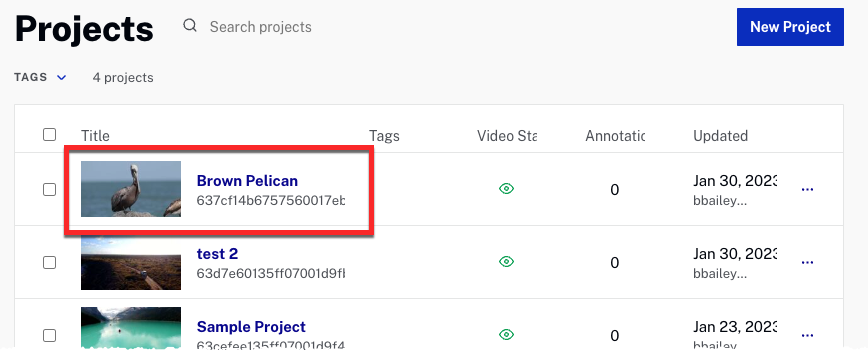 Projects
Search projects
New Project
TAGS
4 projects
Title Tags Video Sta Annotatic Updated
Brown Pelican
637cf14b6757560017eb
0
Jan 30, 2023
bbailey...
...
test 2
63d7e60135ff07001d9fl
0
Jan 30, 2023
bbailey...
...
Sample Project
63cefee135ff07001d9f4
0
Jan 23, 2023
bbailey
...